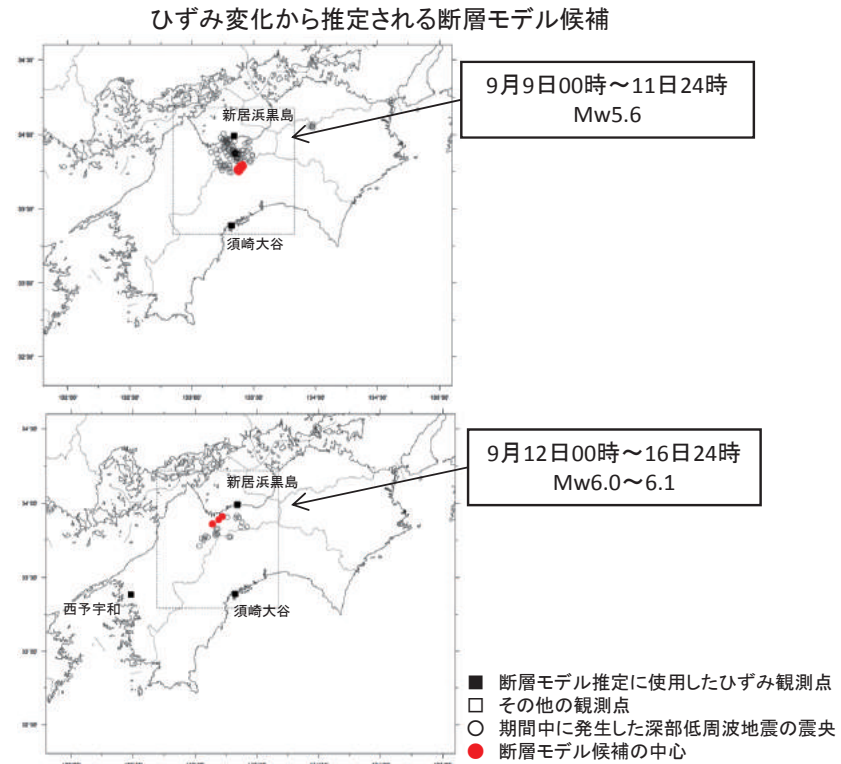 ひずみ変化から推定される断層モデル候補
9月9日00時～11日24時
Mw5.6
新居浜黒島
須崎大谷
9月12日00時～16日24時
Mw6.0～6.1
新居浜黒島
西予宇和
須崎大谷
■ 断層モデル推定に使用したひずみ観測点
□ その他の観測点
○ 期間中に発生した深部低周波地震の震央
● 断層モデル候補の中心